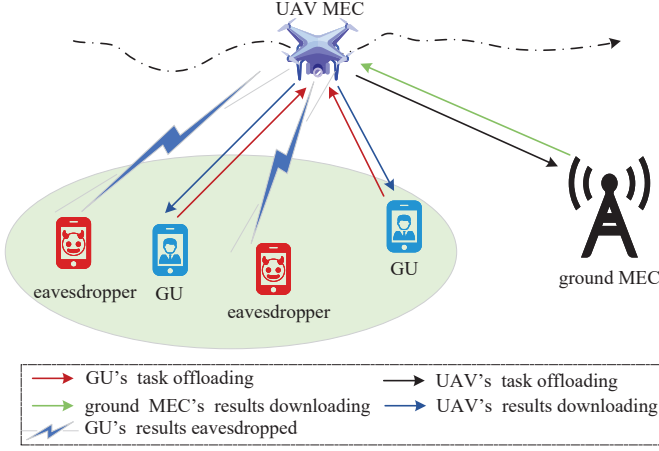 UAV MEC
GU
eavesdropper
GU
ground MEC
eavesdropper
GU's task offloading
UAV's task offloading
ground MEC's results downloading
UAV's results downloading
GU's results eavesdropped